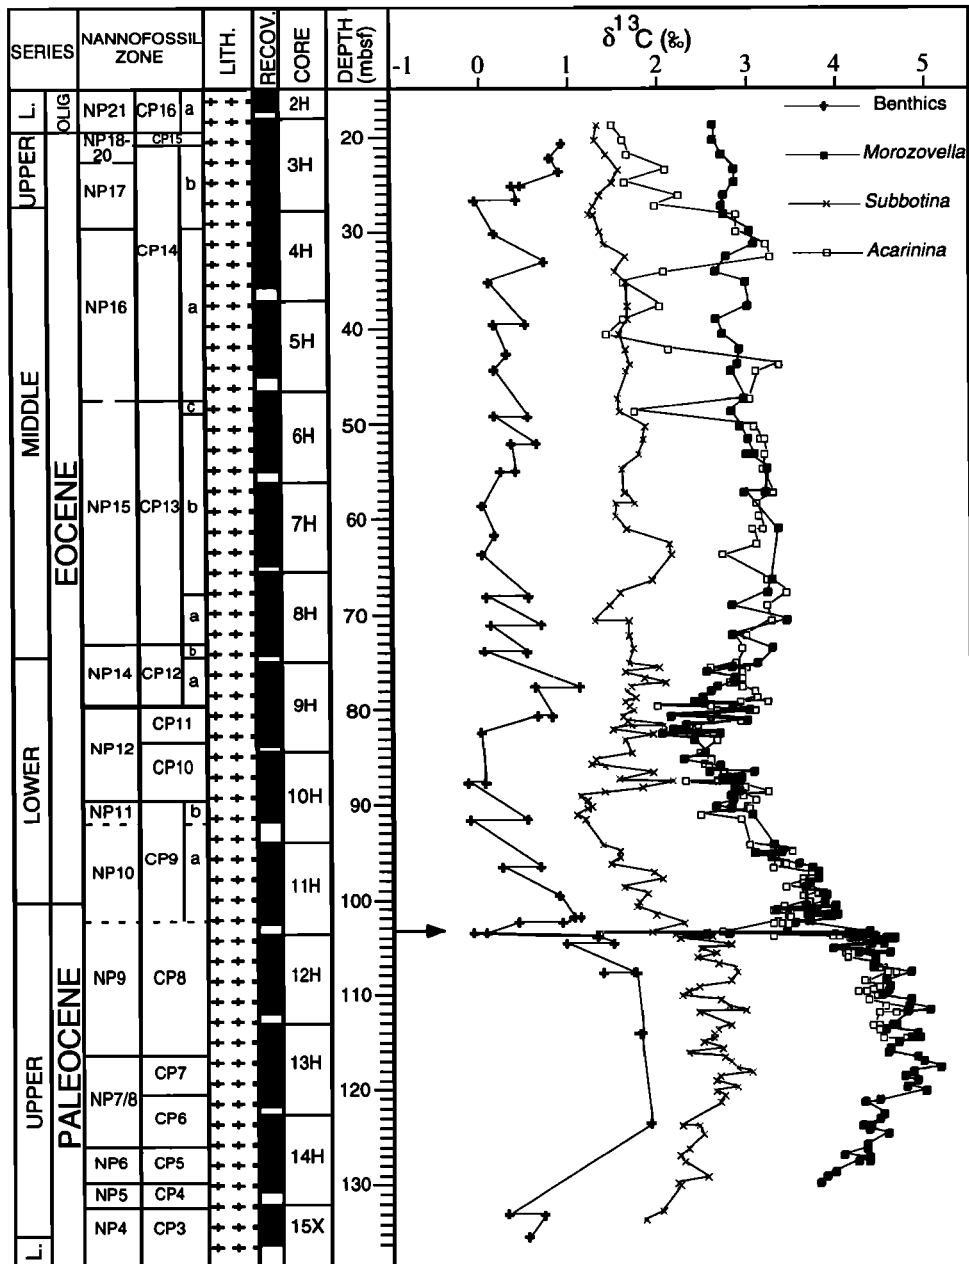 SERIES
NANNOFOSSIL
ZONE
LITH.
RECOV.
CORE
DEPTH
(mbsf)
δ13C (‰)
-1 0 1 2 3 4 5
L.
UPPER
MIDDLE
LOWER
UPPER
L.
OLIG
EOCENE
PALEOCENE
NP21
NP18-
20
NP17
NP16
NP15
NP14
NP12
NP11
NP10
NP9
NP7/8
NP6
NP5
NP4
CP16
CP15
CP14
CP13
CP12
CP11
CP10
CP9
CP8
CP7
CP6
CP5
CP4
CP3
a
b
a
c
b
a
b
a
b
a
2H
3H
4H
5H
6H
7H
8H
9H
10H
11H
12H
13H
14H
15X
20
30
40
50
60
70
80
90
100
110
120
130
Benthics
Morozovella
Subbotina
Acarinina